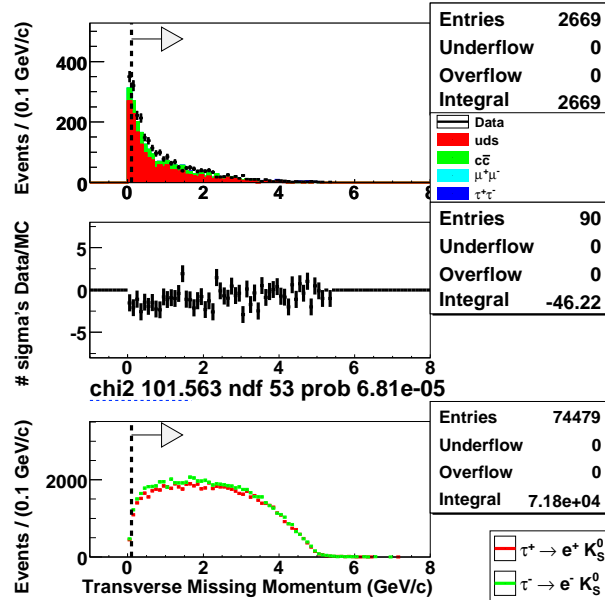 Events / (0.1 GeV/c)
400
200
0
0 2 4 6 8
Entries 2669
Underflow 0
Overflow 0
Integral 2669
Data
uds
cc̅
μ⁺μ⁻
τ⁺τ⁻
# sigma's Data/MC
5
0
-5
0 2 4 6 8
Entries 90
Underflow 0
Overflow 0
Integral -46.22
chi2 101.563 ndf 53 prob 6.81e-05
Events / (0.1 GeV/c)
2000
0
0 2 4 6 8
Transverse Missing Momentum (GeV/c)
Entries 74479
Underflow 0
Overflow 0
Integral 7.18e+04
τ⁺ → e⁺ K⁰_S
τ⁻ → e⁻ K⁰_S